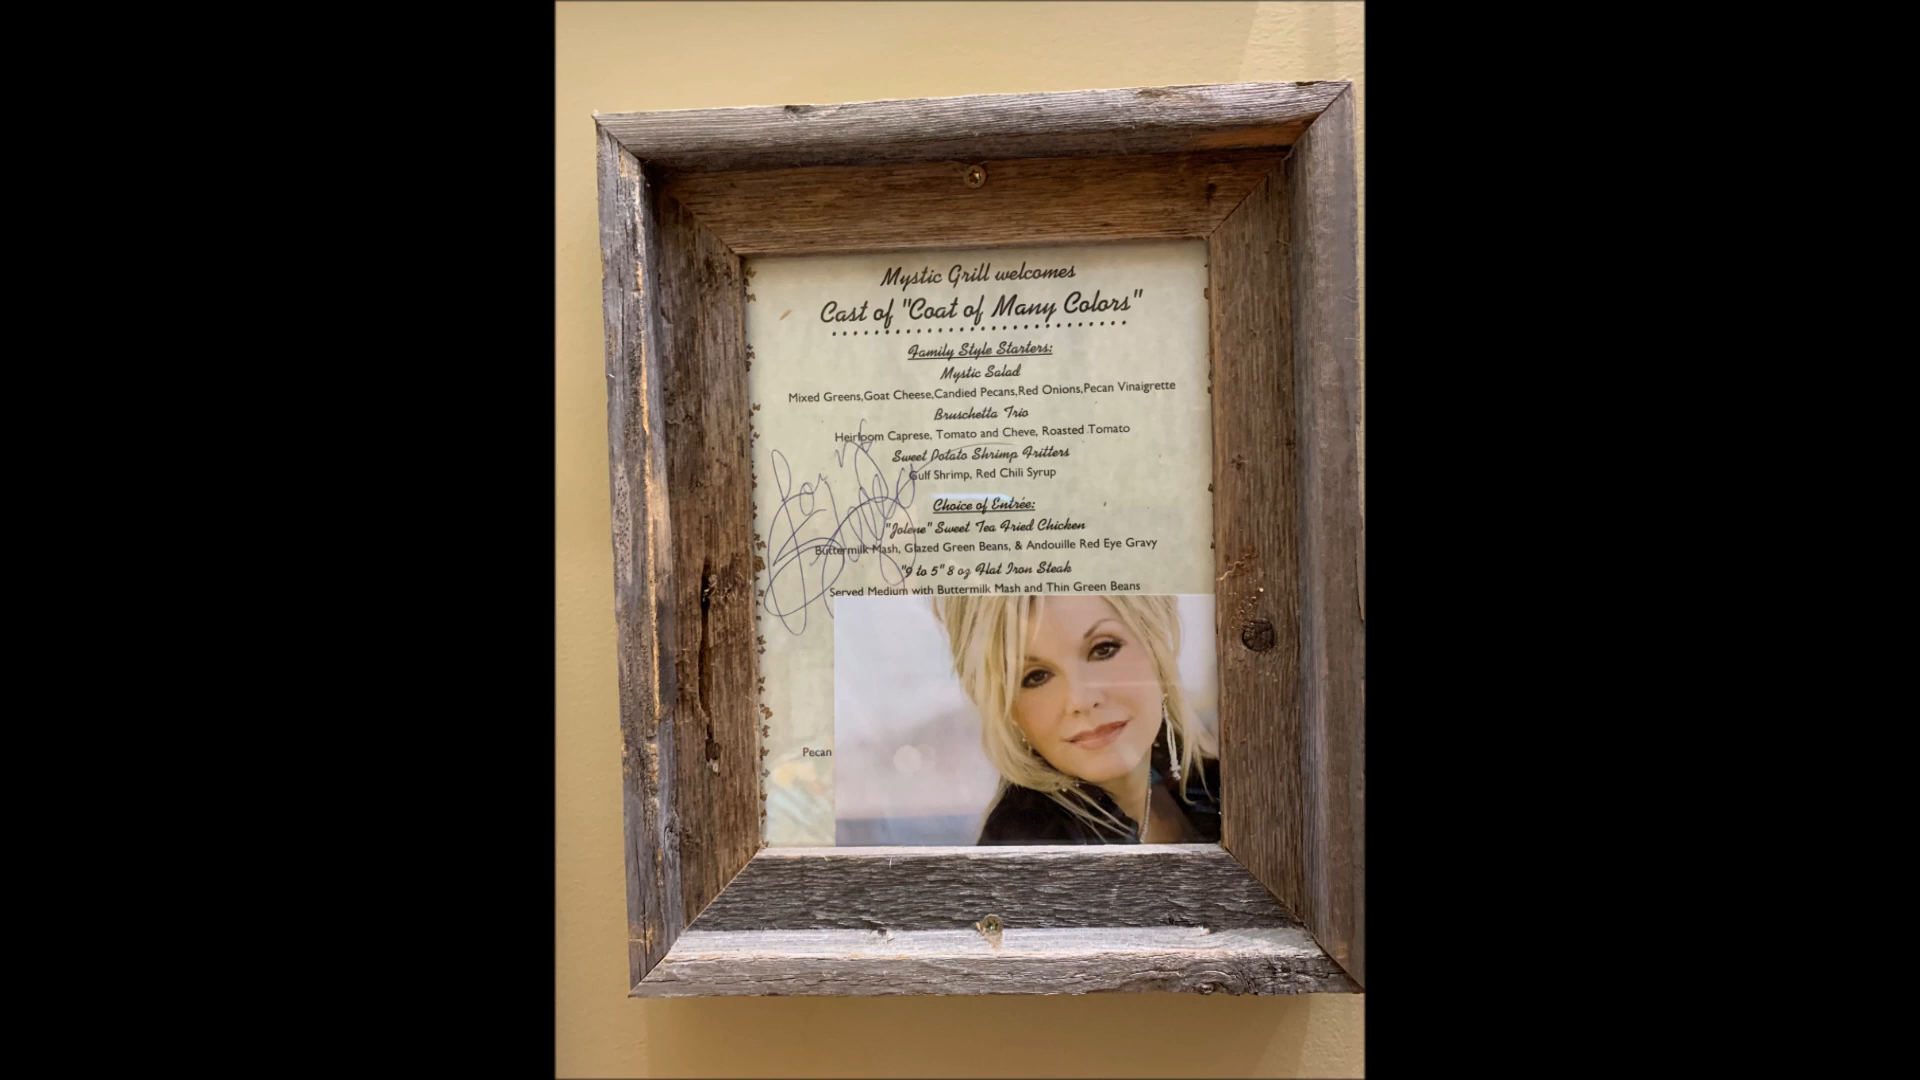 Mystic Grill welcomes
Cast of "Coat of Many Colors"
Family Style Starters:
Mystic Salad
Mixed Greens,Goat Cheese,Candied Pecans,Red Onions,Pecan Vinaigrette
Bruschetta Trio
Heirloom Caprese, Tomato and Cheve, Roasted Tomato
Sweet Potato Shrimp Fritters
Gulf Shrimp, Red Chili Syrup
Choice of Entrée:
"Jolene" Sweet Tea Fried Chicken
Buttermilk Mash, Glazed Green Beans, & Andouille Red Eye Gravy
"9 to 5" 8 oz Flat Iron Steak
Served Medium with Buttermilk Mash and Thin Green Beans
Pecan